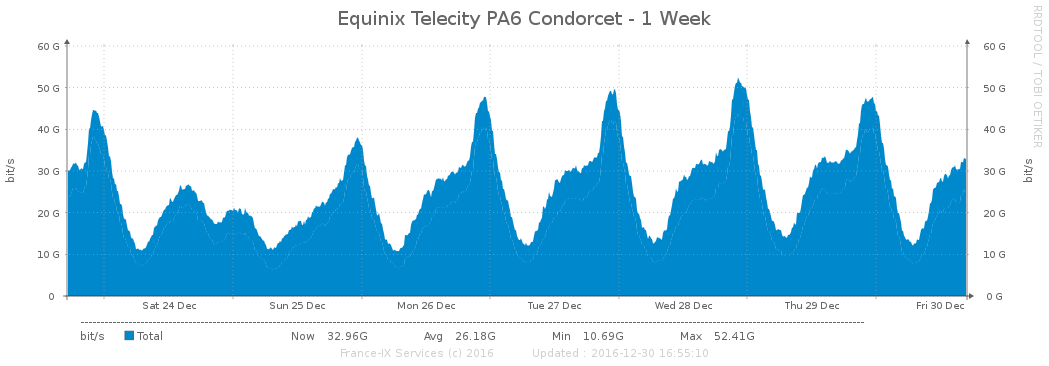 Equinix Telecity PA6 Condorcet - 1 Week
RRDTOOL / TOBI OETIKER
bit/s
bit/s
60 G 60 G
50 G 50 G
40 G 40 G
30 G 30 G
20 G 20 G
10 G 10 G
0 0 G
Sat 24 Dec Sun 25 Dec Mon 26 Dec Tue 27 Dec Wed 28 Dec Thu 29 Dec Fri 30 Dec
bit/s Total Now 32.96G Avg 26.18G Min 10.69G Max 52.41G
France-IX Services (c) 2016 Updated : 2016-12-30 16:55:10